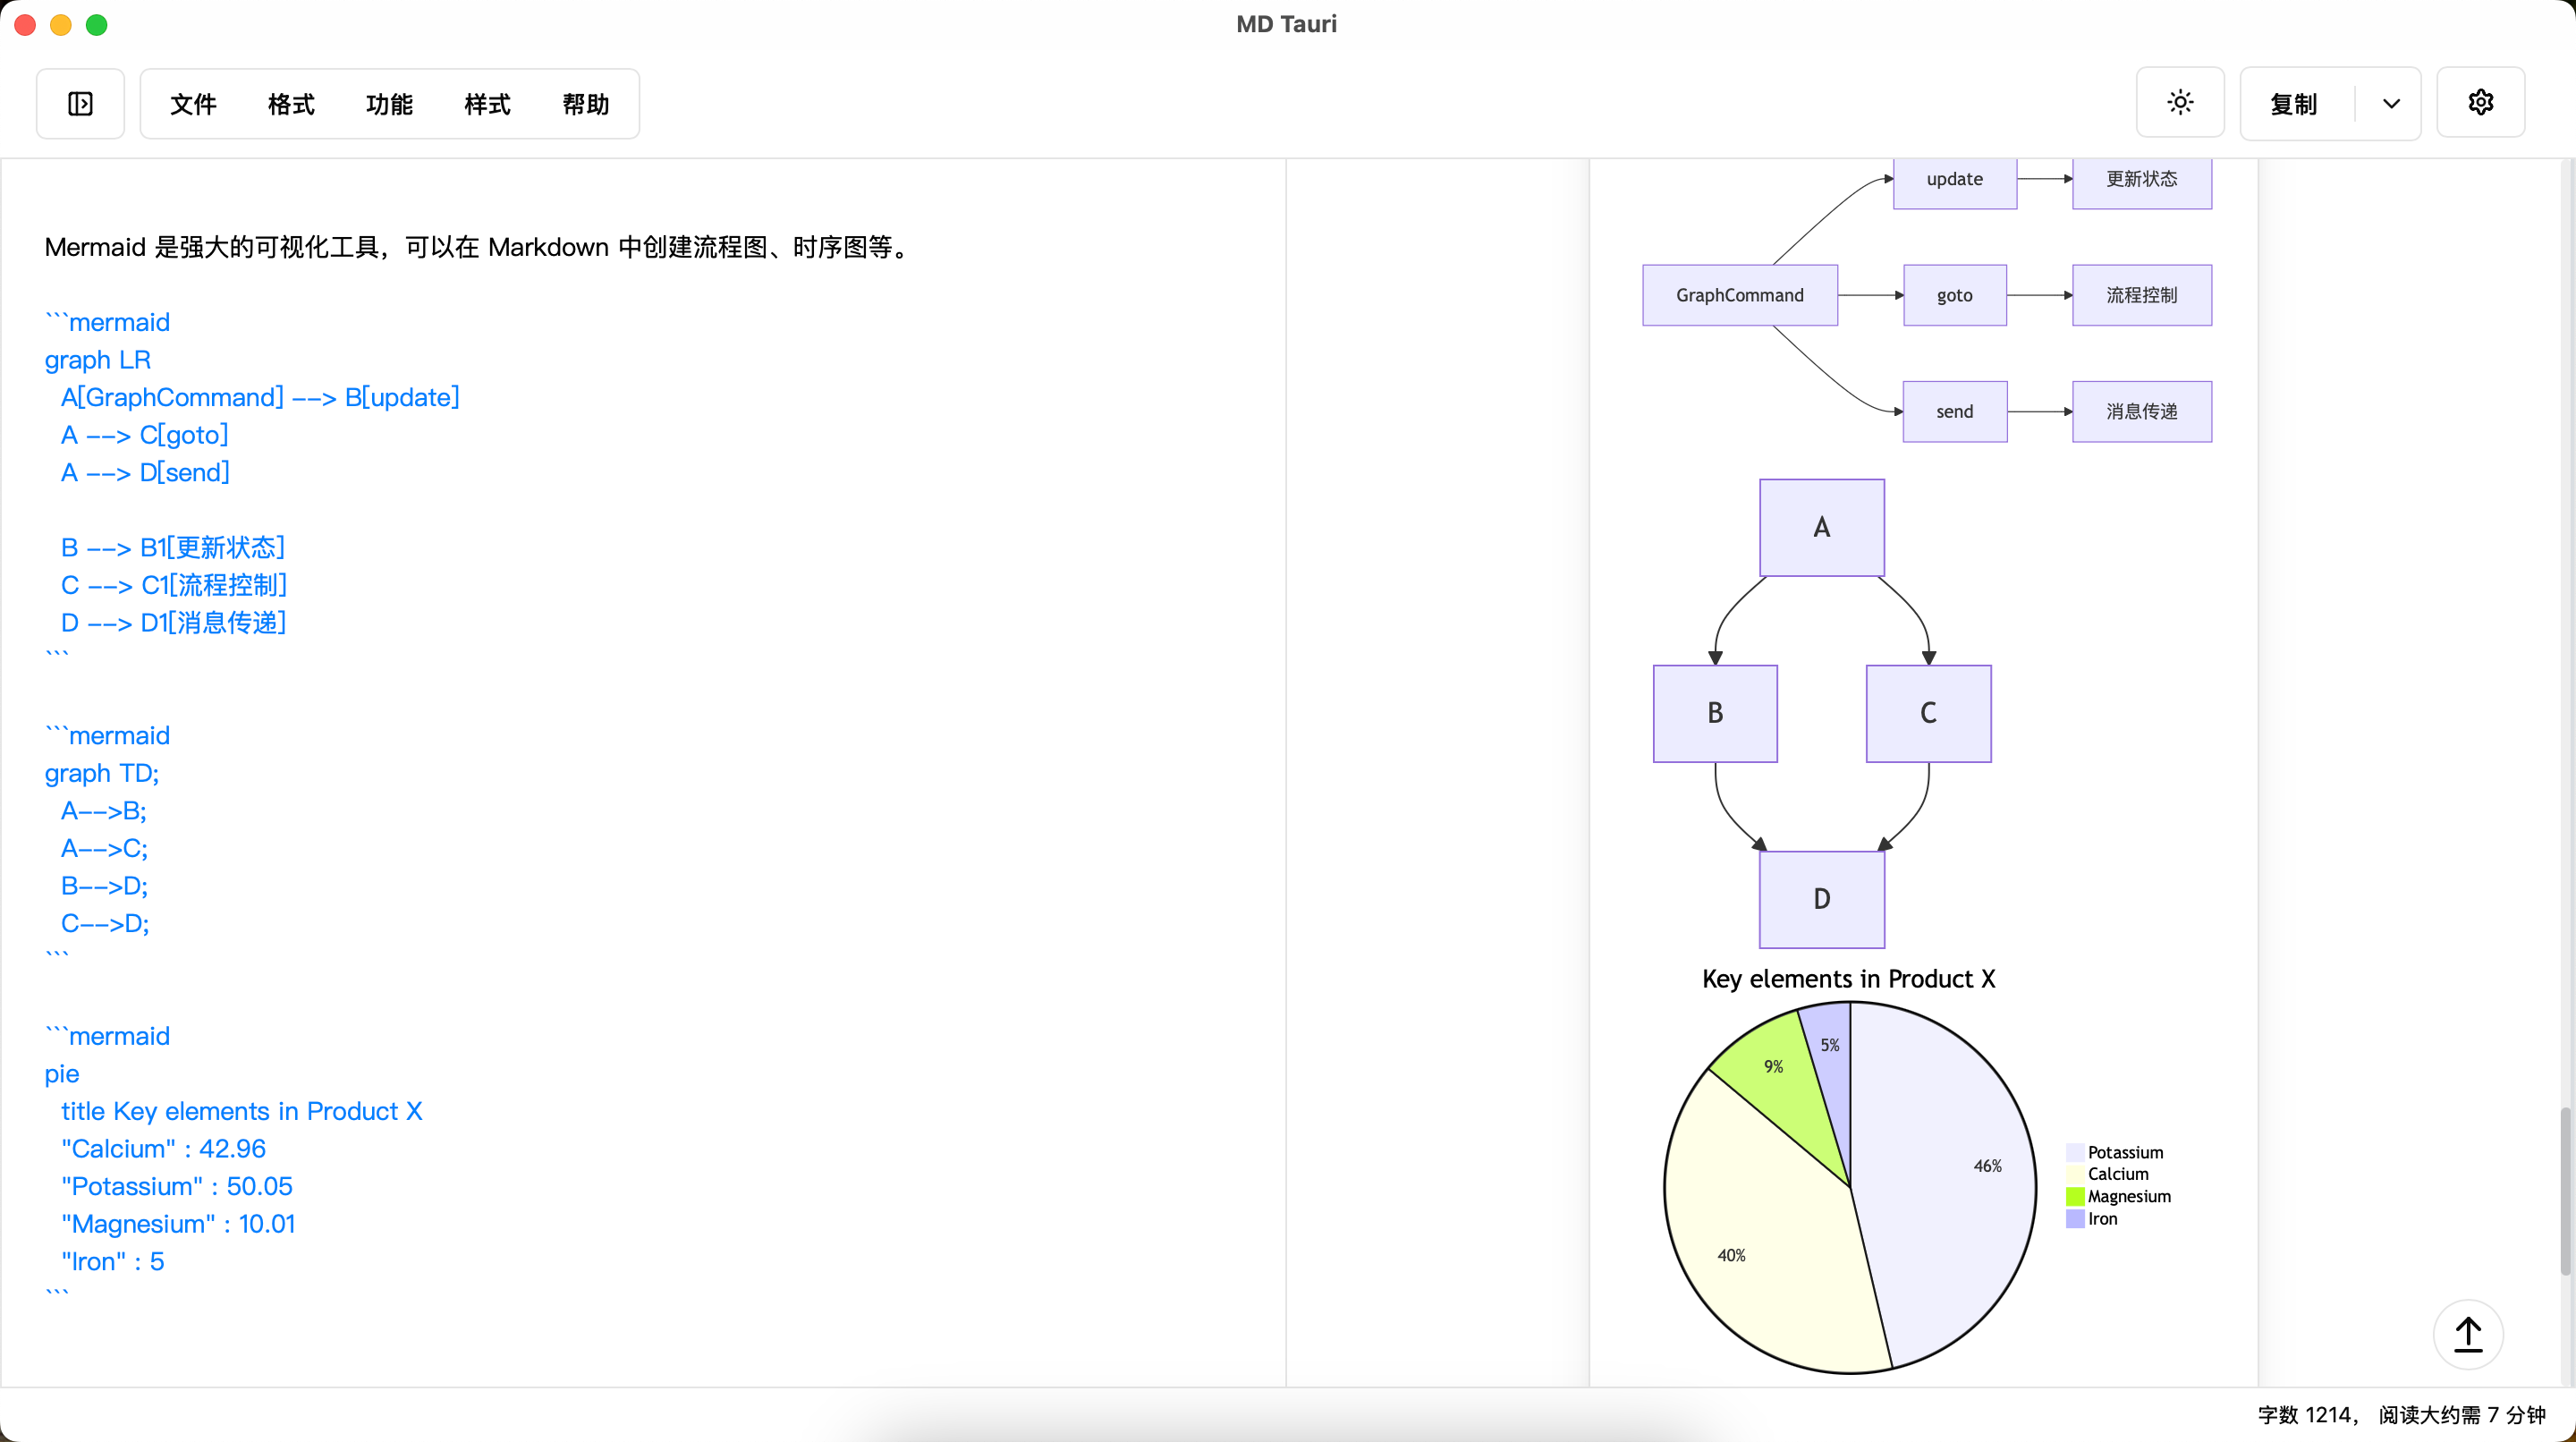 MD Tauri
文件 格式 功能 样式 帮助
复制
Mermaid 是强大的可视化工具，可以在 Markdown 中创建流程图、时序图等。
```mermaid
graph LR
A[GraphCommand] --> B[update]
A --> C[goto]
A --> D[send]
B --> B1[更新状态]
C --> C1[流程控制]
D --> D1[消息传递]
```
```mermaid
graph TD;
A-->B;
A-->C;
B-->D;
C-->D;
```
```mermaid
pie
title Key elements in Product X
"Calcium" : 42.96
"Potassium" : 50.05
"Magnesium" : 10.01
"Iron" : 5
```
update 更新状态
GraphCommand goto 流程控制
send 消息传递
A
B C
D
Key elements in Product X
5%
9%
46%
40%
Potassium
Calcium
Magnesium
Iron
字数 1214， 阅读大约需 7 分钟